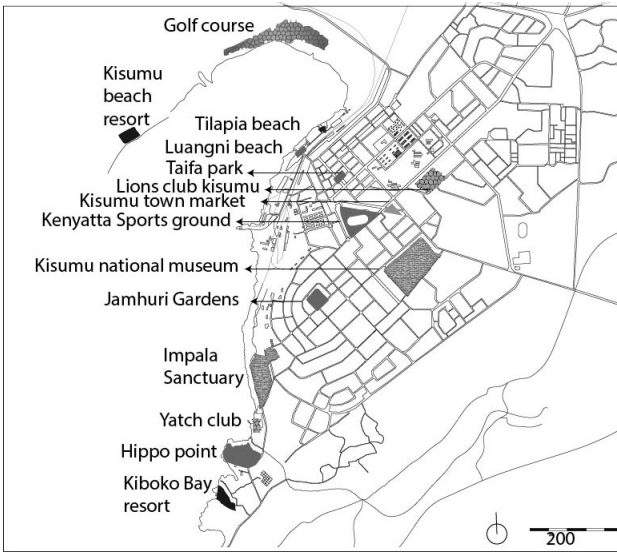 Golf course
Kisumu
beach
resort
Tilapia beach
Luangni beach
Taifa park
Lions club kisumu
Kisumu town market
Kenyatta Sports ground
Kisumu national museum
Jamhuri Gardens
Impala
Sanctuary
Yatch club
Hippo point
Kiboko Bay
resort
200